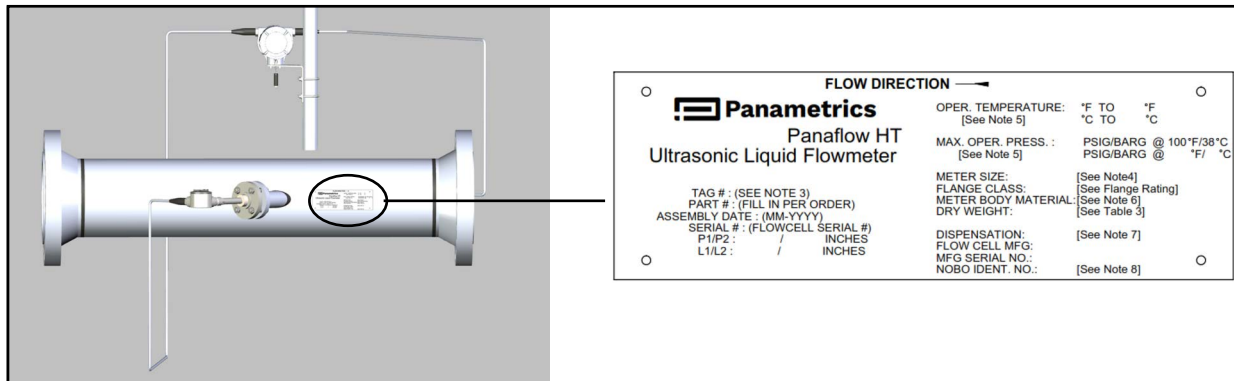 FLOW DIRECTION
Panametrics
Panaflow HT
Ultrasonic Liquid Flowmeter
TAG # : (SEE NOTE 3)
PART # : (FILL IN PER ORDER)
ASSEMBLY DATE : (MM-YYYY)
SERIAL # : (FLOWCELL SERIAL #)
P1/P2 : / INCHES
L1/L2 : / INCHES
OPER. TEMPERATURE: °F TO °F
[See Note 5] °C TO °C
MAX. OPER. PRESS. : PSIG/BARG @ 100°F/38°C
[See Note 5] PSIG/BARG @ °F/ °C
METER SIZE: [See Note4]
FLANGE CLASS: [See Flange Rating]
METER BODY MATERIAL: [See Note 6]
DRY WEIGHT: [See Table 3]
DISPENSATION: [See Note 7]
FLOW CELL MFG:
MFG SERIAL NO.:
NOBO IDENT. NO.: [See Note 8]